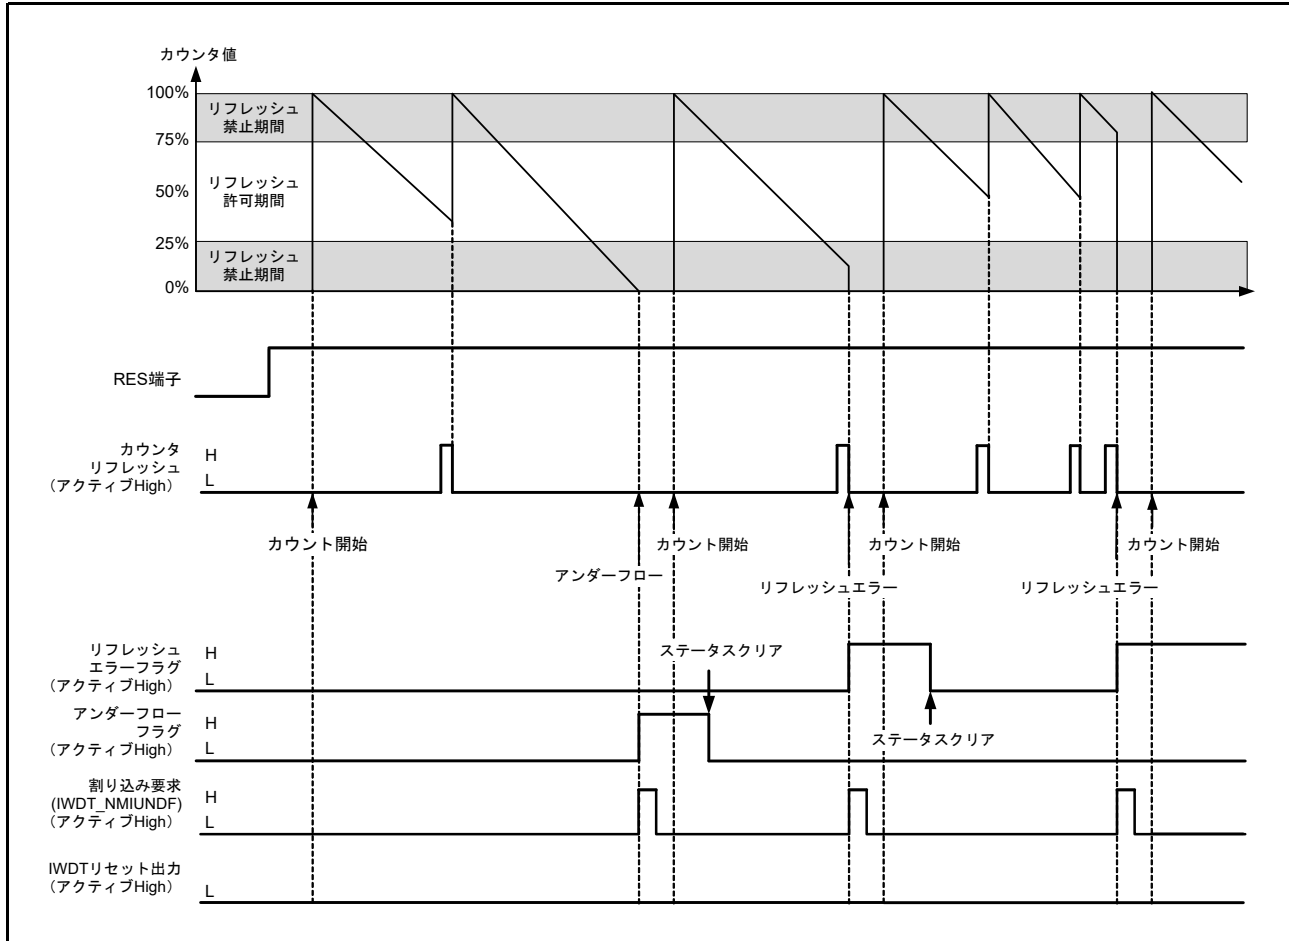 カウンタ値
100%
リフレッシュ
禁止期間
75%
リフレッシュ
許可期間
50%
25%
リフレッシュ
禁止期間
0%
RES端子
カウンタ
リフレッシュ
（アクティブHigh）
H
L
カウント開始
カウント開始
カウント開始
カウント開始
アンダーフロー
リフレッシュエラー
リフレッシュエラー
リフレッシュ
エラーフラグ
（アクティブHigh）
H
L
ステータスクリア
アンダーフロー
フラグ
（アクティブHigh）
H
L
ステータスクリア
割り込み要求
(IWDT_NMIUNDF)
（アクティブHigh）
H
L
IWDTリセット出力
（アクティブHigh）
L